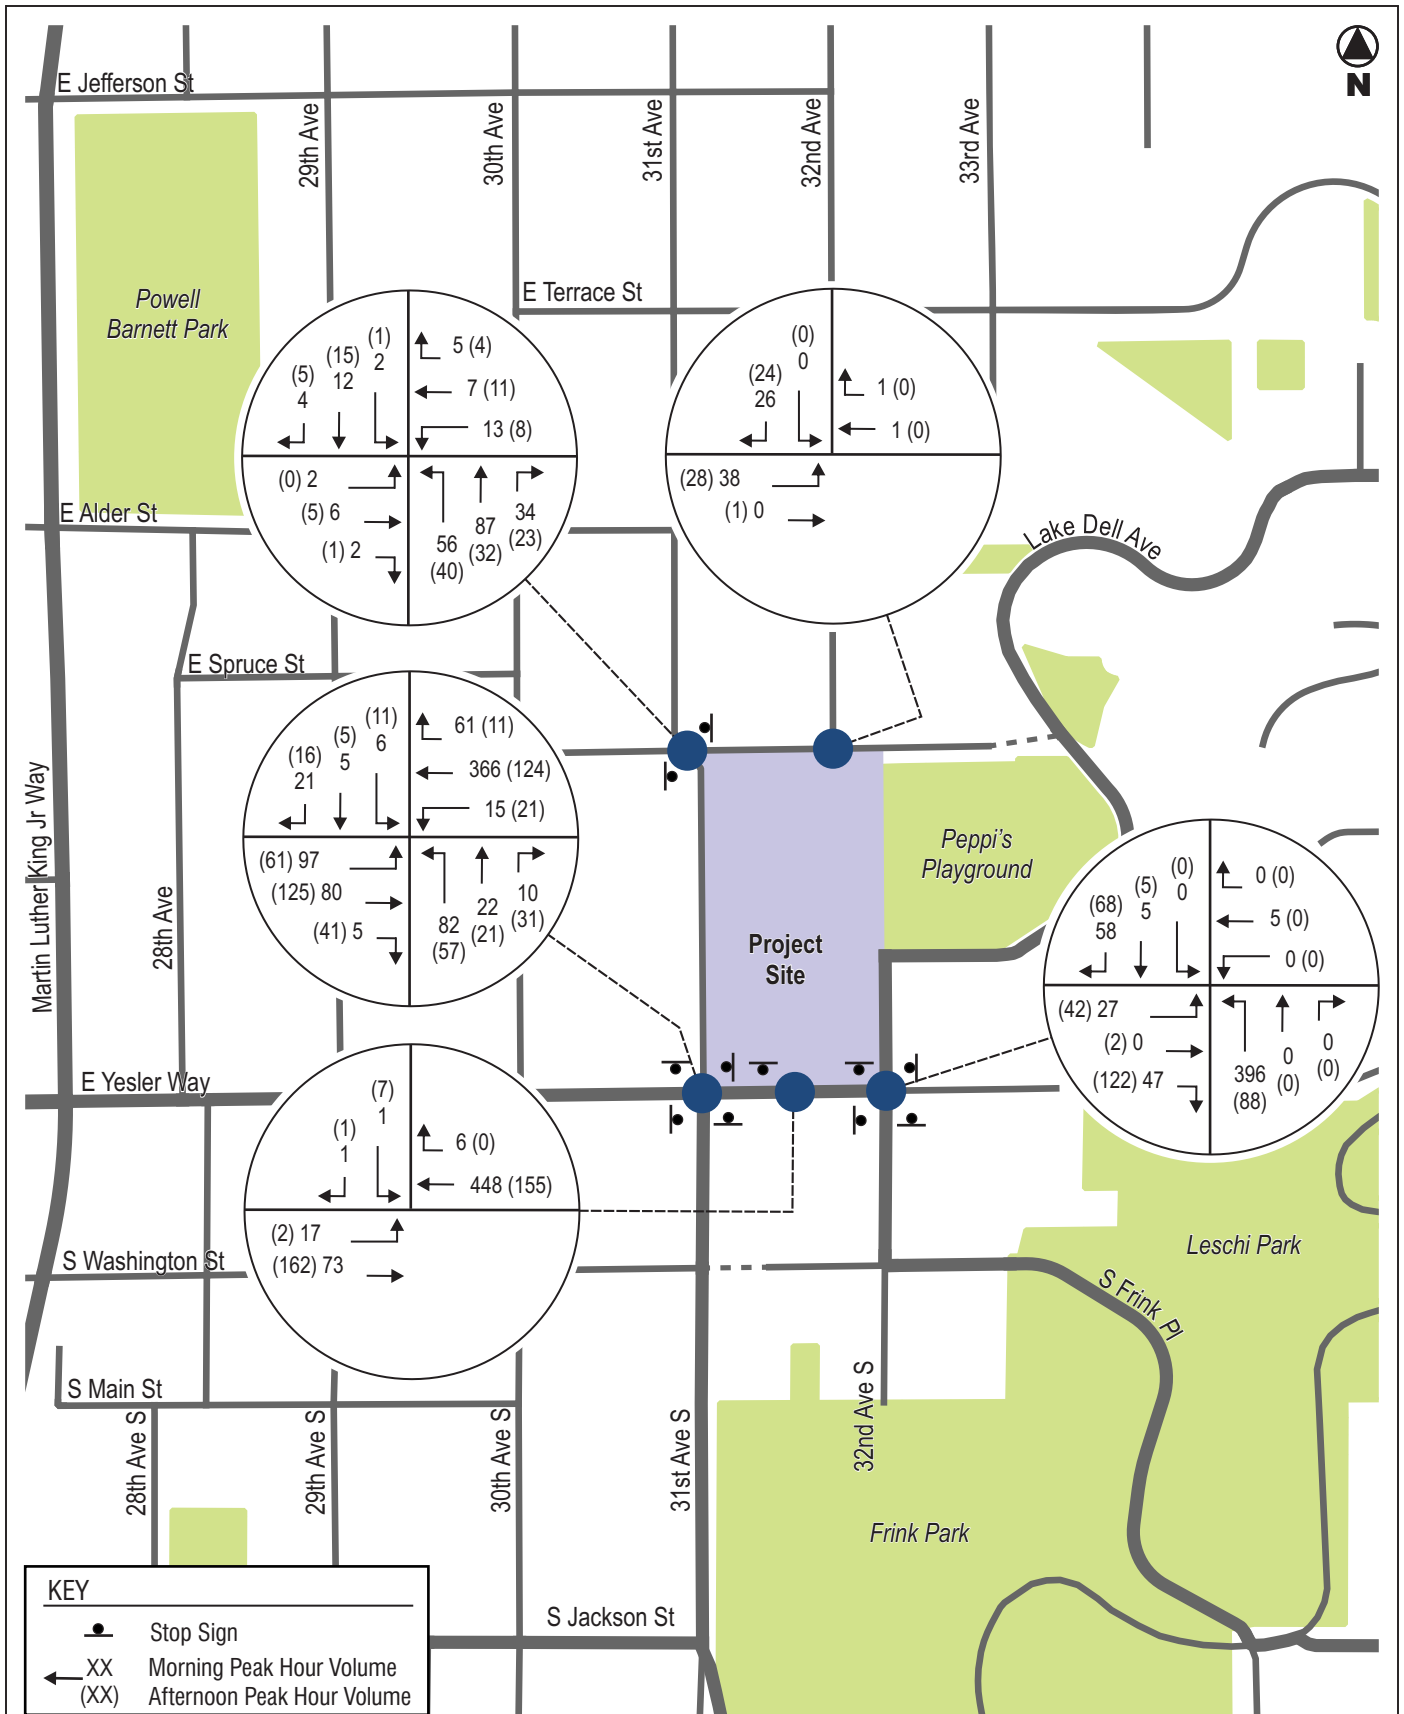 N
E Jefferson St
29th Ave
30th Ave
31st Ave
32nd Ave
33rd Ave
Powell
Barnett Park
E Terrace St
(5)
4
(15)
12
(1)
2
5 (4)
7 (11)
13 (8)
(0) 2
(5) 6
(1) 2
56
(40)
87
(32)
34
(23)
(24)
26
(0)
0
1 (0)
1 (0)
(28) 38
(1) 0
E Alder St
Lake Dell Ave
E Spruce St
(16)
21
(5)
5
(11)
6
61 (11)
366 (124)
15 (21)
(61) 97
(125) 80
(41) 5
82
(57)
22
(21)
10
(31)
Martin Luther King Jr Way
28th Ave
Project
Site
Peppi's
Playground
(68)
58
(5)
5
(0)
0
0 (0)
5 (0)
0 (0)
(42) 27
(2) 0
(122) 47
396
(88)
0
(0)
0
(0)
E Yesler Way
(1)
1
(7)
1
6 (0)
448 (155)
(2) 17
(162) 73
S Washington St
Leschi Park
S Frink Pl
S Main St
28th Ave S
29th Ave S
30th Ave S
31st Ave S
32nd Ave S
Frink Park
S Jackson St
KEY
Stop Sign
XX Morning Peak Hour Volume
(XX) Afternoon Peak Hour Volume